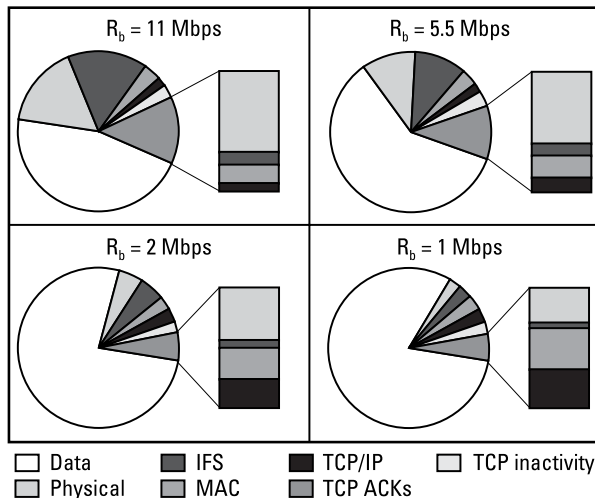 R_b = 11 Mbps
R_b = 5.5 Mbps
R_b = 2 Mbps
R_b = 1 Mbps
Data
IFS
TCP/IP
TCP inactivity
Physical
MAC
TCP ACKs